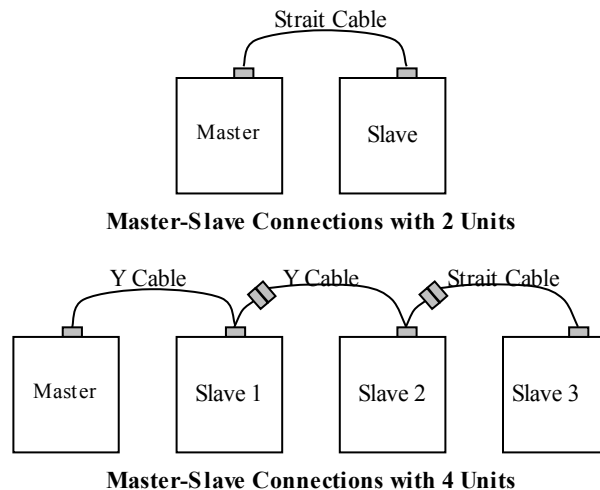 Strait Cable
Master
Slave
Master-Slave Connections with 2 Units
Y Cable
Y Cable
Strait Cable
Master
Slave 1
Slave 2
Slave 3
Master-Slave Connections with 4 Units